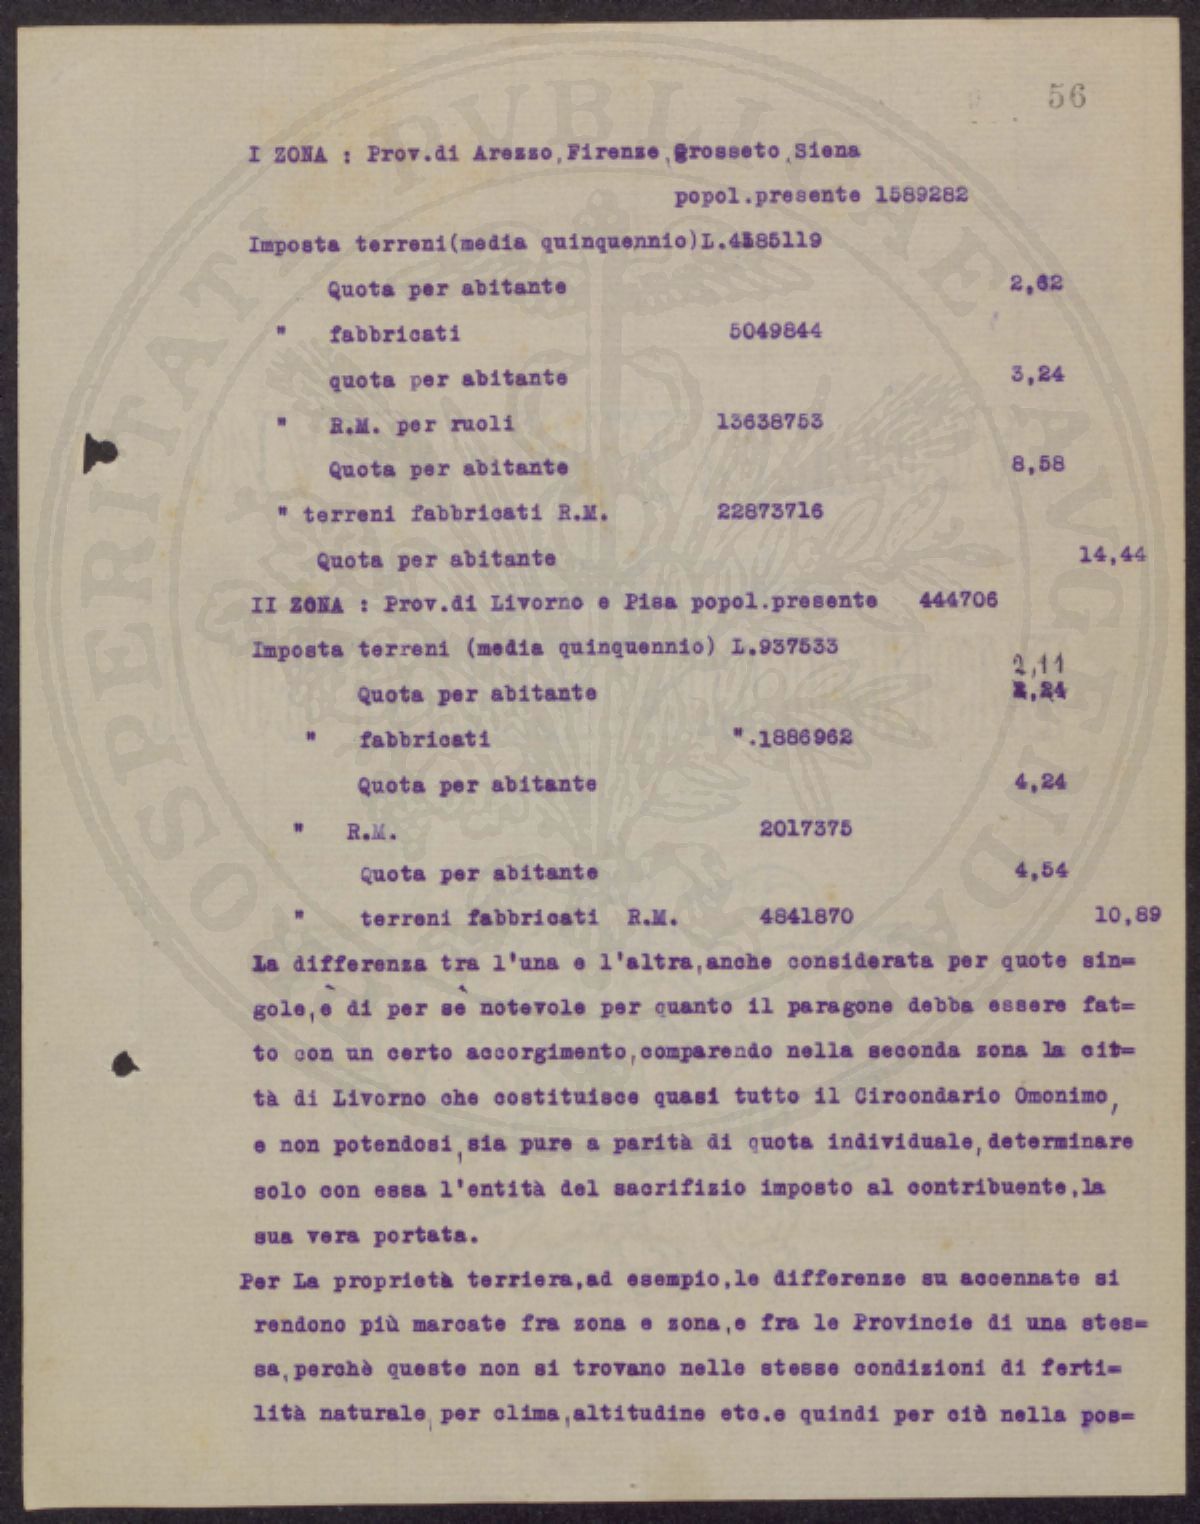 56
I ZONA : Prov.di Arezzo,Firenze,Grosseto,Siena
popol.presente 1589282
Imposta terreni(media quinquennio)L.4185119
Quota per abitante 2,62
" fabbricati 5049844
quota per abitante 3,24
" R.M. per ruoli 13638753
Quota per abitante 8,58
" terreni fabbricati R.M. 22873716
Quota per abitante 14,44
II ZONA : Prov.di Livorno e Pisa popol.presente 444706
Imposta terreni (media quinquennio) L.937533
2,11
Quota per abitante 2,24
" fabbricati ".1886962
Quota per abitante 4,24
" R.M. 2017375
Quota per abitante 4,54
" terreni fabbricati R.M. 4841870 10,89
La differenza tra l'una e l'altra,anche considerata per quote sin=
gole,è di per sè notevole per quanto il paragone debba essere fat=
to con un certo accorgimento,comparendo nella seconda zona la cit=
tà di Livorno che costituisce quasi tutto il Circondario Omonimo,
e non potendosi,sia pure a parità di quota individuale,determinare
solo con essa l'entità del sacrifizio imposto al contribuente,la
sua vera portata.
Per La proprietà terriera,ad esempio,le differenze su accennate si
rendono più marcate fra zona e zona,e fra le Provincie di una stes=
sa,perchè queste non si trovano nelle stesse condizioni di ferti=
lità naturale,per clima,altitudine etc.e quindi per ciò nella pos=